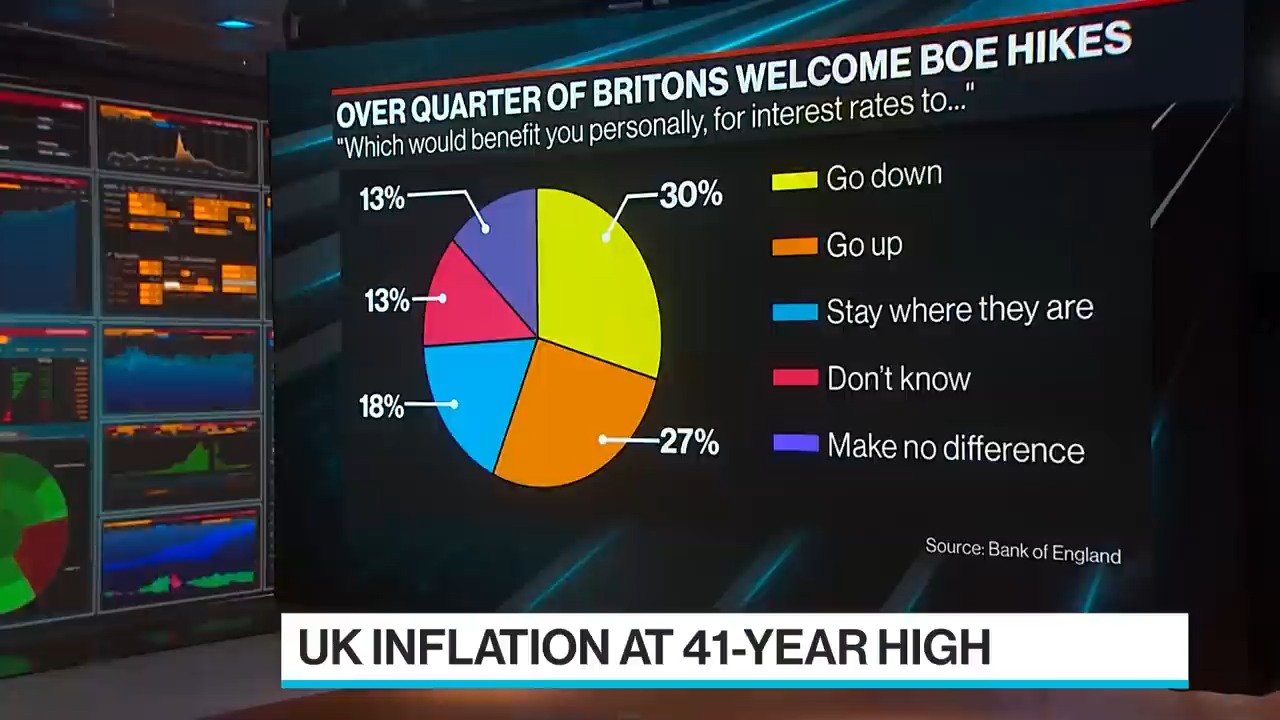 OVER QUARTER OF BRITONS WELCOME BOE HIKES
"Which would benefit you personally, for interest rates to..."
13%
30%
13%
18%
27%
Go down
Go up
Stay where they are
Don't know
Make no difference
Source: Bank of England
UK INFLATION AT 41-YEAR HIGH